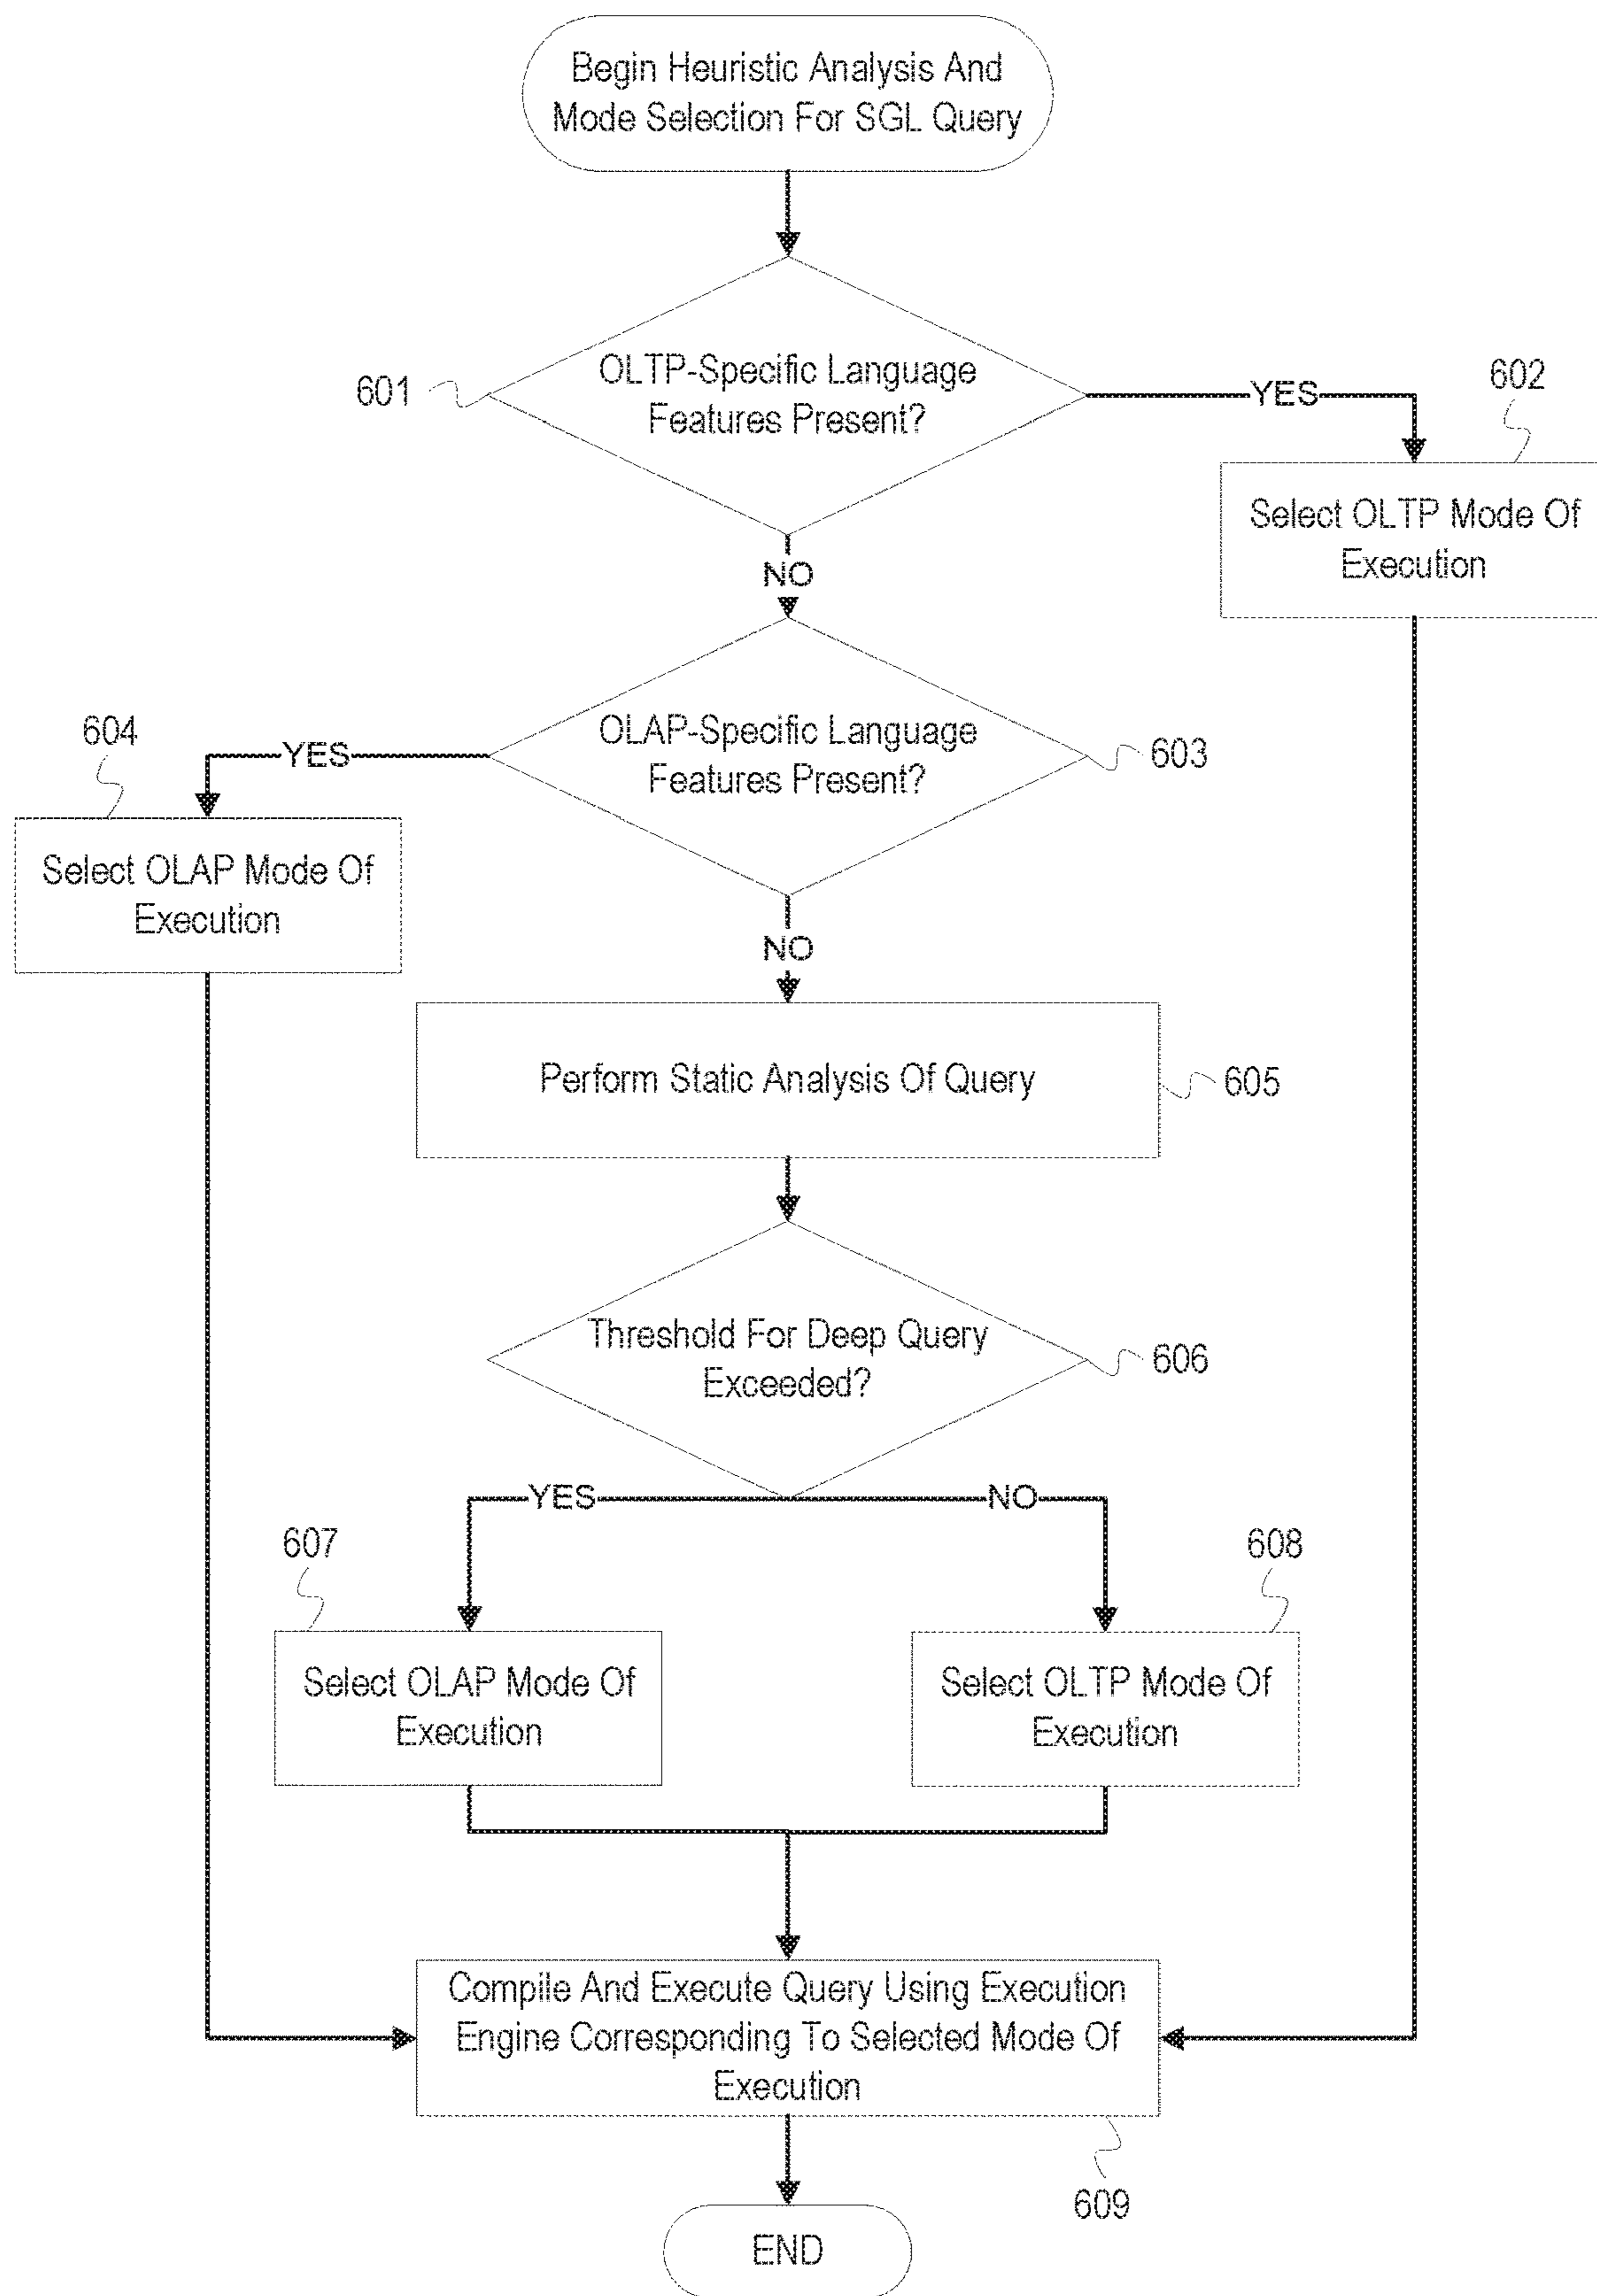 Begin Heuristic Analysis And
Mode Selection For SGL Query
OLTP-Specific Language
Features Present?
601
YES
602
Select OLTP Mode Of
Execution
NO
OLAP-Specific Language
Features Present?
603
YES
604
Select OLAP Mode Of
Execution
NO
Perform Static Analysis Of Query
605
Threshold For Deep Query
Exceeded?
606
YES
NO
607
608
Select OLAP Mode Of
Execution
Select OLTP Mode Of
Execution
Compile And Execute Query Using Execution
Engine Corresponding To Selected Mode Of
Execution
609
END